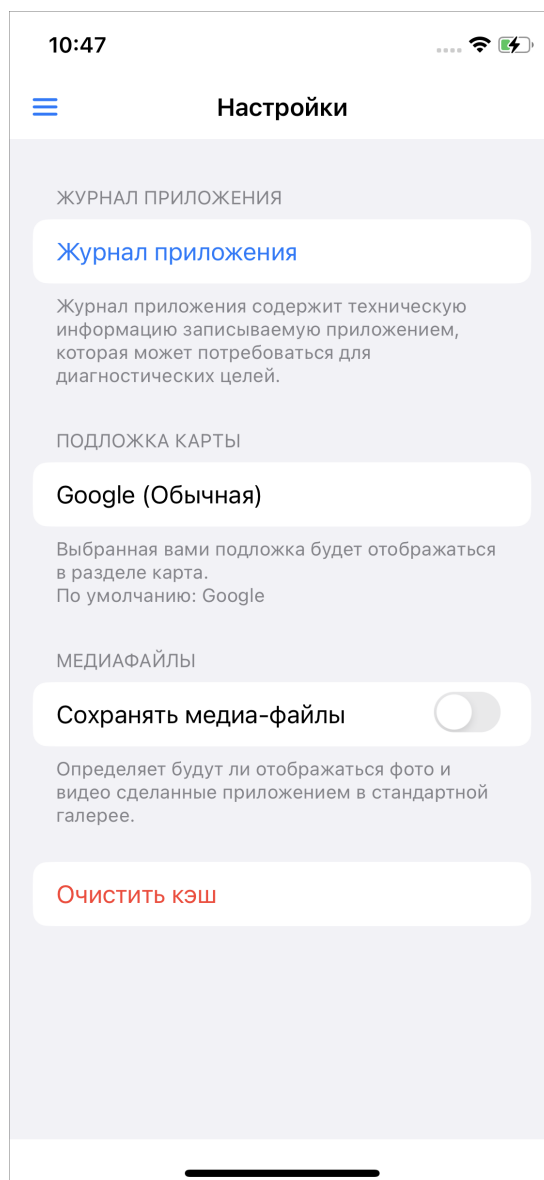 10:47
Настройки
ЖУРНАЛ ПРИЛОЖЕНИЯ
Журнал приложения
Журнал приложения содержит техническую
информацию записываемую приложением,
которая может потребоваться для
диагностических целей.
ПОДЛОЖКА КАРТЫ
Google (Обычная)
Выбранная вами подложка будет отображаться
в разделе карта.
По умолчанию: Google
МЕДИАФАЙЛЫ
Сохранять медиа-файлы
Определяет будут ли отображаться фото и
видео сделанные приложением в стандартной
галерее.
Очистить кэш